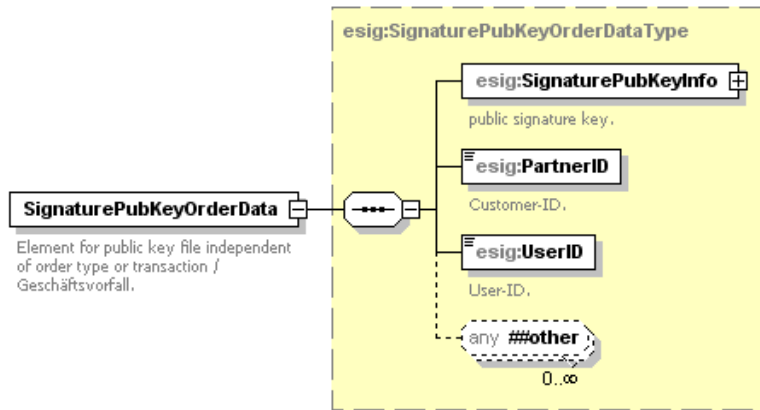 esig:SignaturePubKeyOrderDataType
esig:SignaturePubKeyInfo
public signature key.
esig:PartnerID
Customer-ID.
SignaturePubKeyOrderData
Element for public key file independent
of order type or transaction /
Geschäftsvorfall.
esig:UserID
User-ID.
any ##other
0..∞